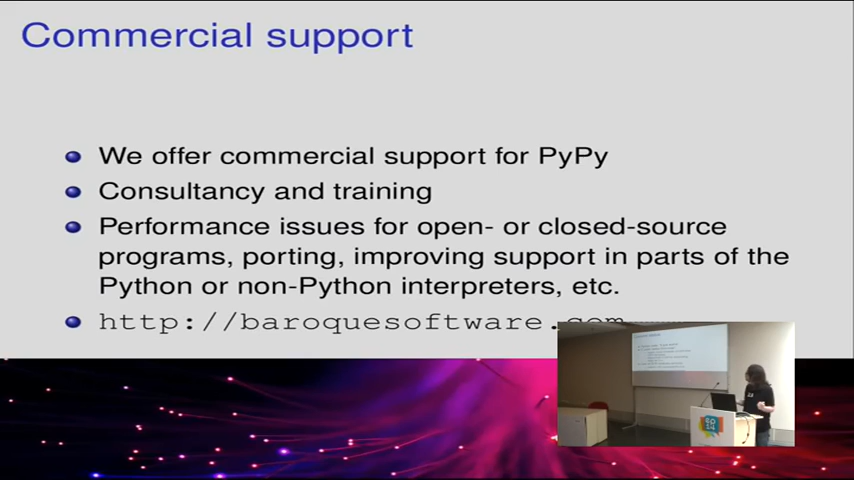 Commercial support
We offer commercial support for PyPy
Consultancy and training
Performance issues for open- or closed-source
programs, porting, improving support in parts of the
Python or non-Python interpreters, etc.
http://baroquesoftware.com